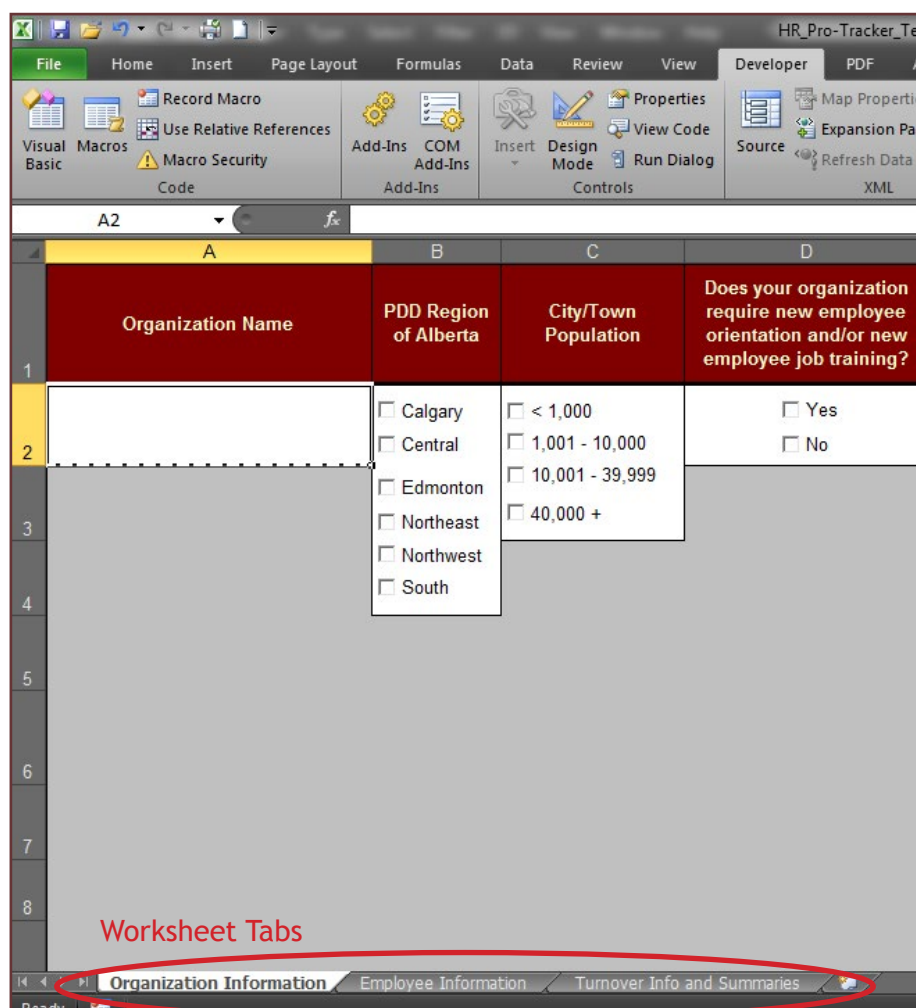 HR_Pro-Tracker_Te
File Home Insert Page Layout Formulas Data Review View Developer PDF
Visual Basic
Macros
Record Macro
Use Relative References
Macro Security
Code
Add-Ins
COM Add-Ins
Add-Ins
Insert
Design Mode
Properties
View Code
Run Dialog
Controls
Source
Map Properti
Expansion Pa
Refresh Data
XML
A2 fx
A B C D
1
Organization Name
PDD Region
of Alberta
City/Town
Population
Does your organization
require new employee
orientation and/or new
employee job training?
2
Calgary
Central
Edmonton
Northeast
Northwest
South
< 1,000
1,001 - 10,000
10,001 - 39,999
40,000 +
Yes
No
3
4
5
6
7
8
Worksheet Tabs
Organization Information Employee Information Turnover Info and Summaries
Ready